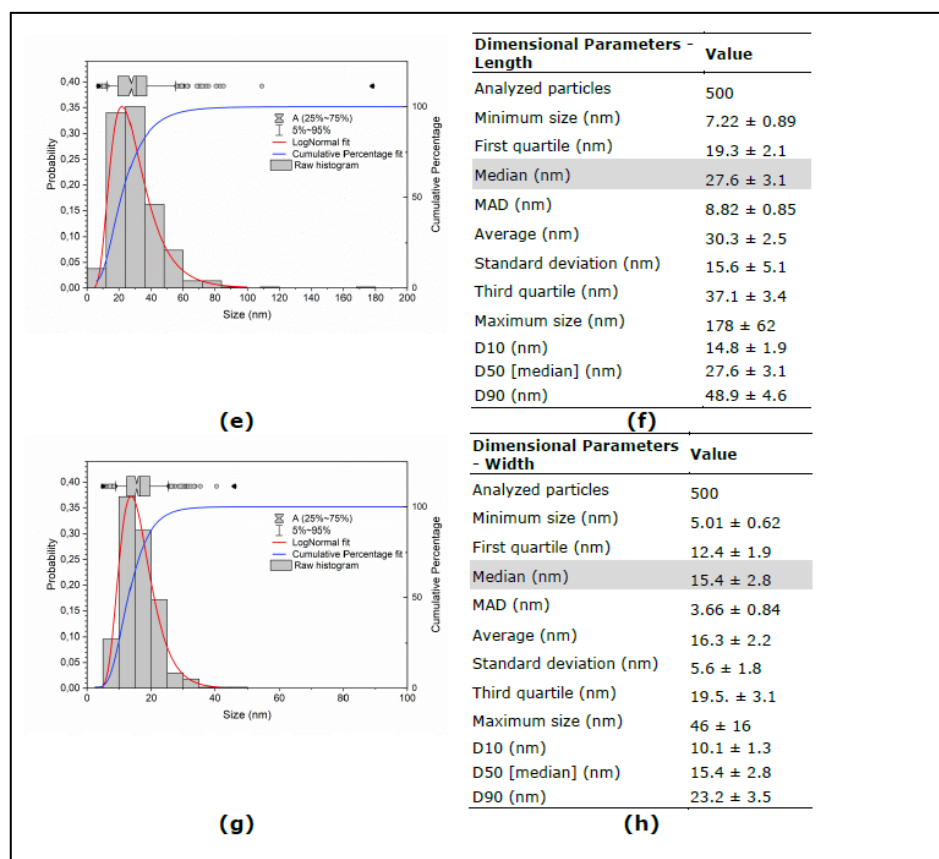 0,40
0,35
0,30
0,25
0,20
0,15
0,10
0,05
0,00
Probability
0 20 40 60 80 100 120 140 160 180 200
Size (nm)
100
50
0
Cumulative Percentage
A (25%~75%)
5%~95%
LogNormal fit
Cumulative Percentage fit
Raw histogram
(e)
Dimensional Parameters - Value
Length
Analyzed particles 500
Minimum size (nm) 7.22 ± 0.89
First quartile (nm) 19.3 ± 2.1
Median (nm) 27.6 ± 3.1
MAD (nm) 8.82 ± 0.85
Average (nm) 30.3 ± 2.5
Standard deviation (nm) 15.6 ± 5.1
Third quartile (nm) 37.1 ± 3.4
Maximum size (nm) 178 ± 62
D10 (nm) 14.8 ± 1.9
D50 [median] (nm) 27.6 ± 3.1
D90 (nm) 48.9 ± 4.6
(f)
0,40
0,35
0,30
0,25
0,20
0,15
0,10
0,05
0,00
Probability
0 20 40 60 80 100
Size (nm)
100
50
0
Cumulative Percentage
A (25%~75%)
5%~95%
LogNormal fit
Cumulative Percentage fit
Raw histogram
(g)
Dimensional Parameters Value
- Width
Analyzed particles 500
Minimum size (nm) 5.01 ± 0.62
First quartile (nm) 12.4 ± 1.9
Median (nm) 15.4 ± 2.8
MAD (nm) 3.66 ± 0.84
Average (nm) 16.3 ± 2.2
Standard deviation (nm) 5.6 ± 1.8
Third quartile (nm) 19.5. ± 3.1
Maximum size (nm) 46 ± 16
D10 (nm) 10.1 ± 1.3
D50 [median] (nm) 15.4 ± 2.8
D90 (nm) 23.2 ± 3.5
(h)